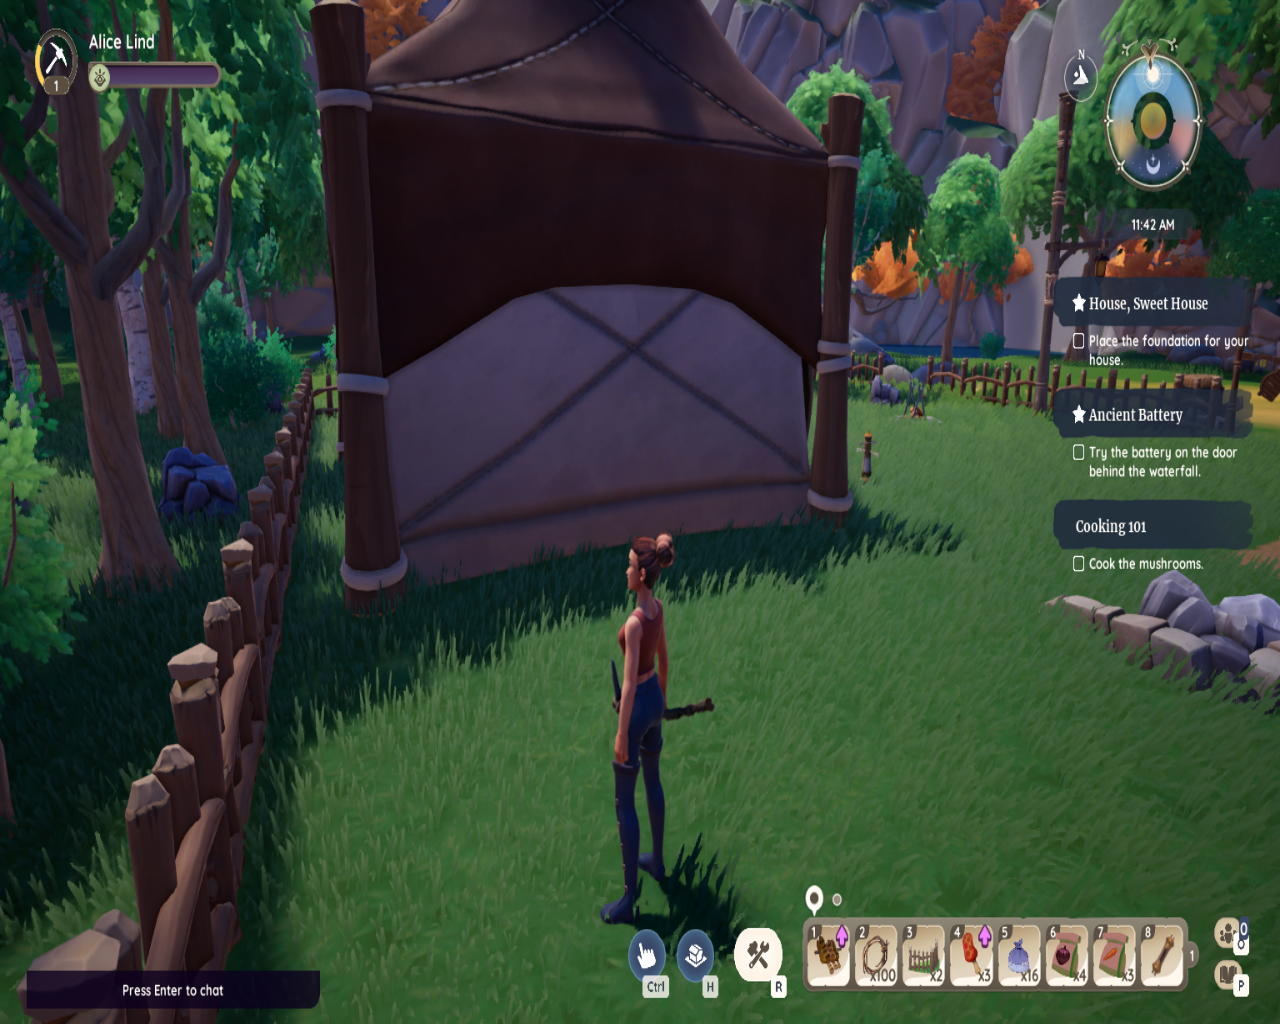 Alice Lind
1
N
11:42 AM
House, Sweet House
Place the foundation for your
house.
Ancient Battery
Try the battery on the door
behind the waterfall.
Cooking 101
Cook the mushrooms.
1
2
x100
3
x2
4
x3
5
x16
6
x4
7
x3
8
1
0
P
Ctrl
H
R
Press Enter to chat